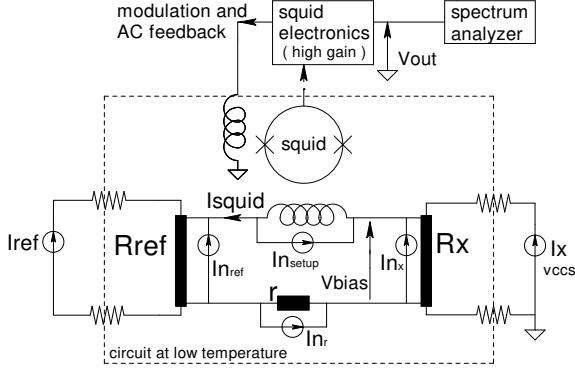 modulation and
AC feedback
squid
electronics
( high gain )
spectrum
analyzer
Vout
squid
Isquid
Iref
Rref
Inref
Insetup
Vbias
Inx
Rx
Ix
vccs
r
Inr
circuit at low temperature